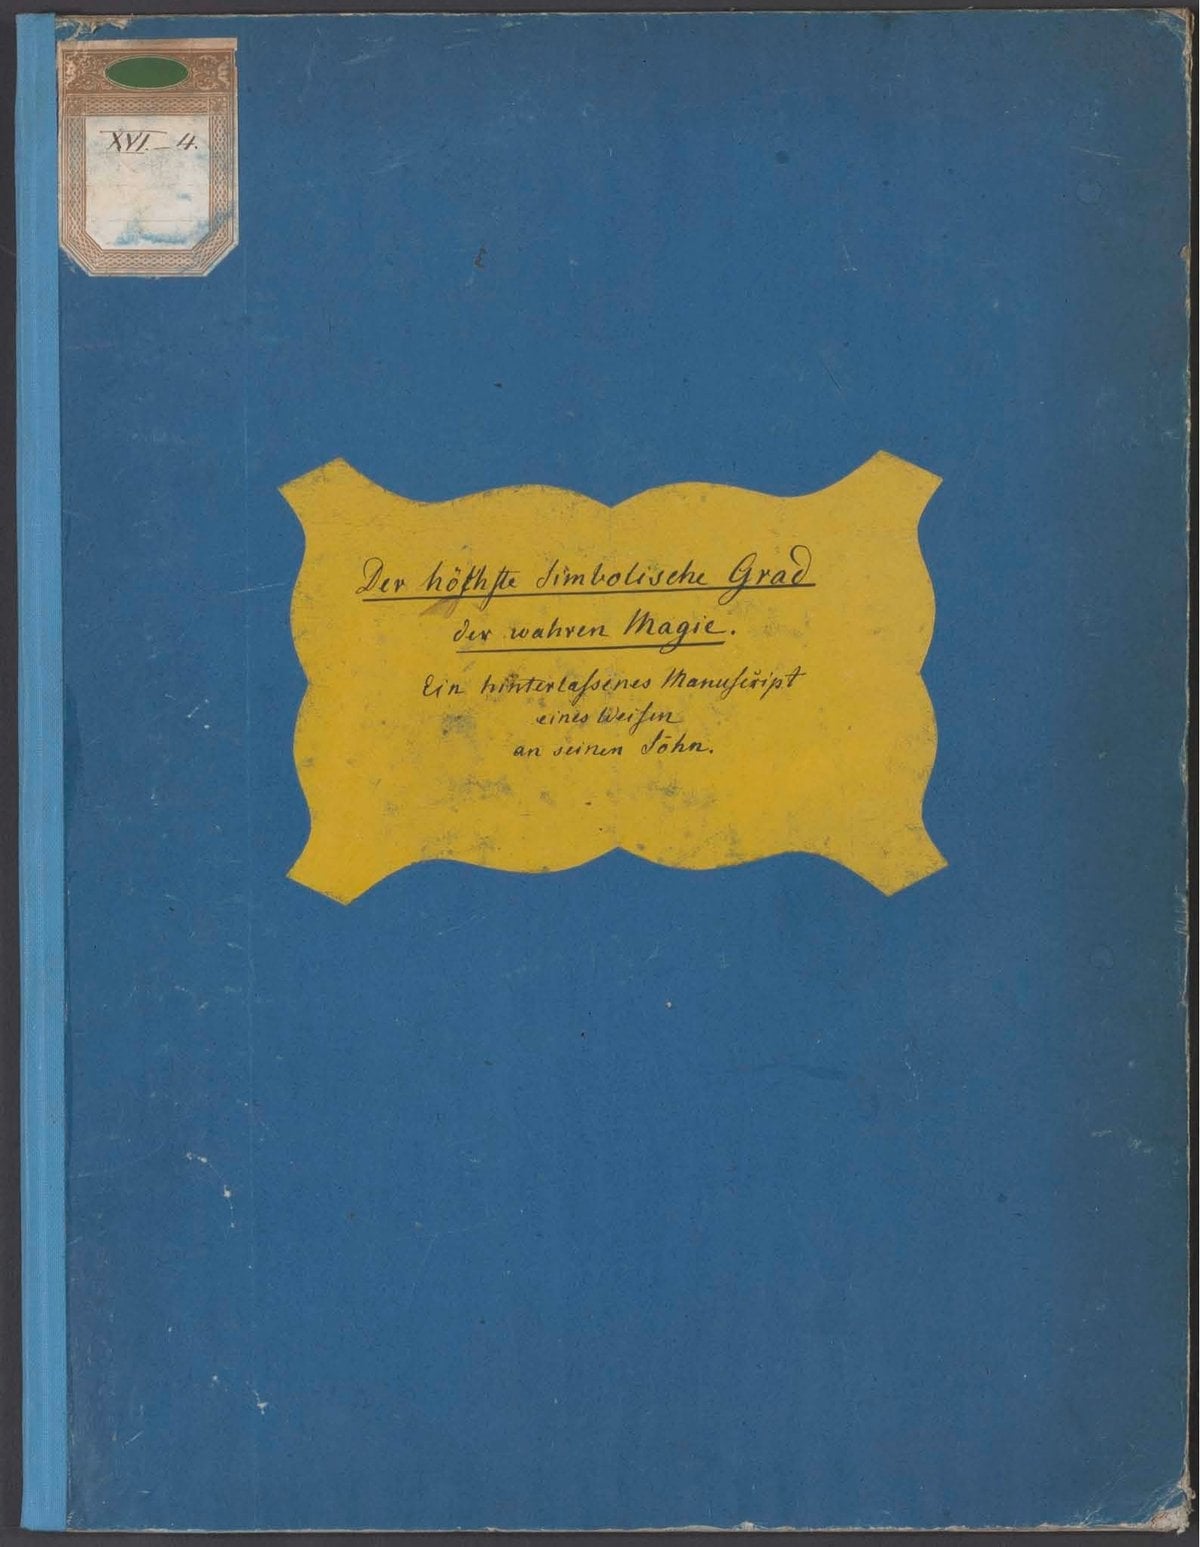 XVI. – 4.
Der höchste Simbolische Grad
der wahren Magie.
Ein hinterlaſsenes Manuſcript
eines Weiſen
an seinen Sohn.